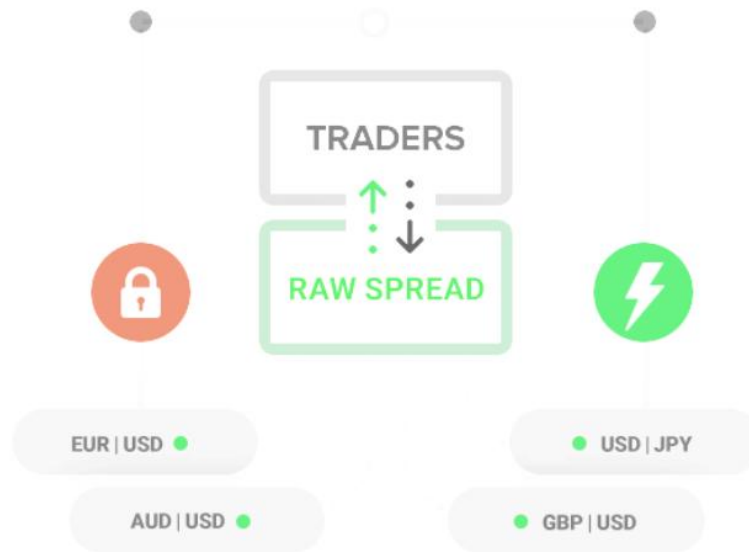 TRADERS
RAW SPREAD
EUR | USD
USD | JPY
AUD | USD
GBP | USD